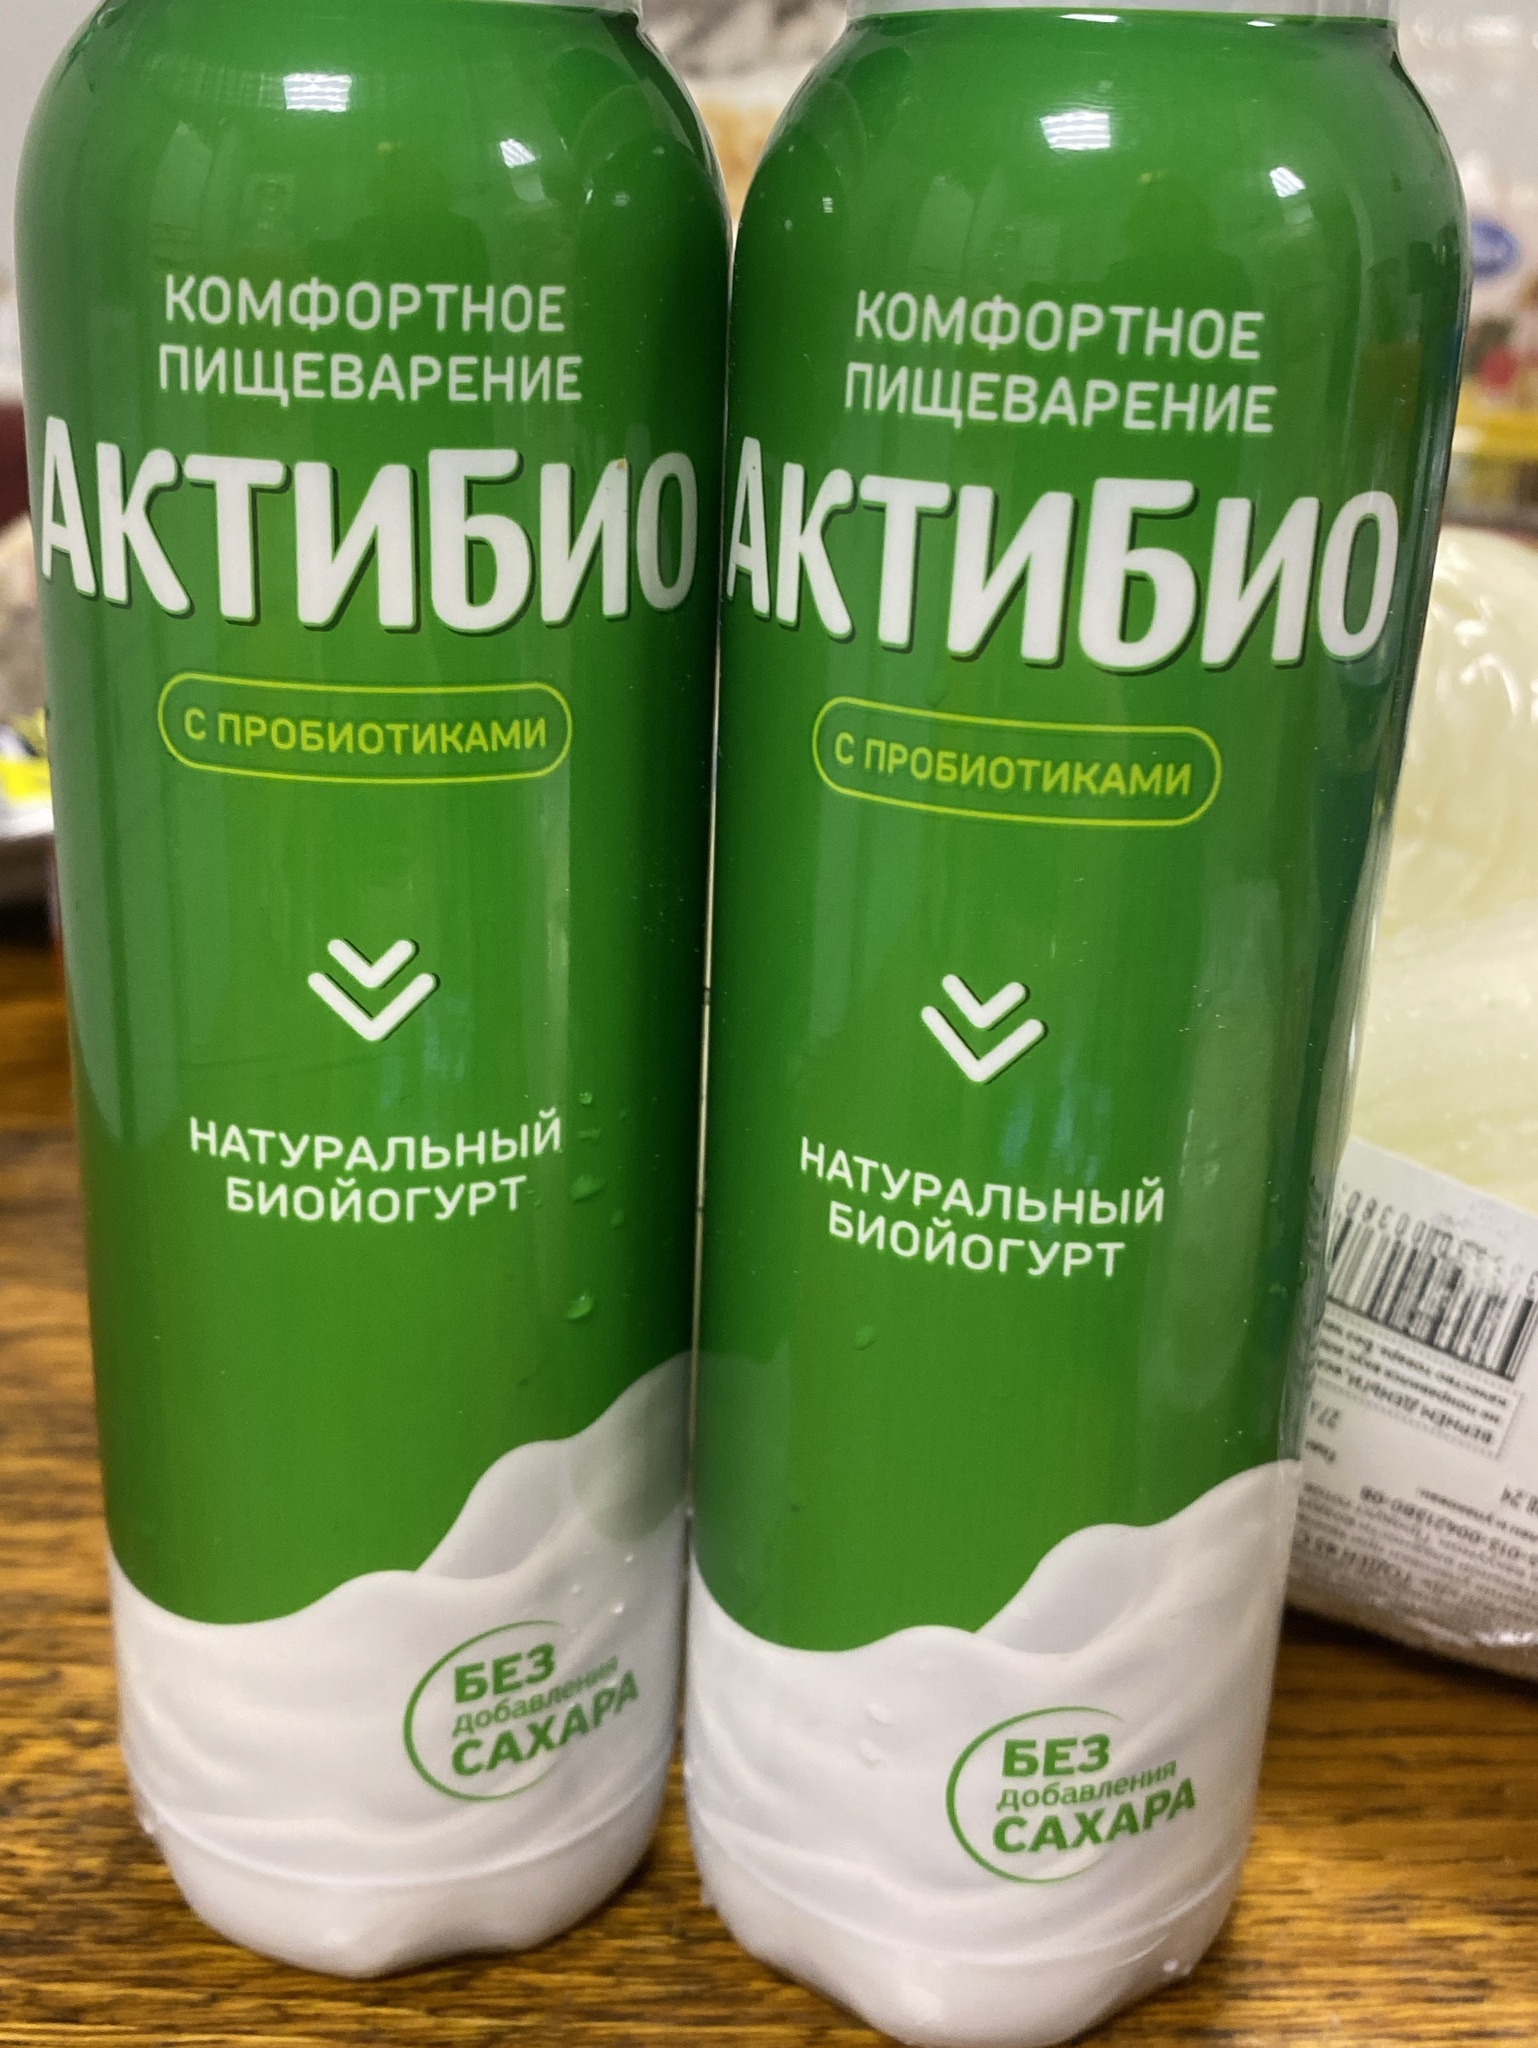 КОМФОРТНОЕ
ПИЩЕВАРЕНИЕ
АКТИБИО
С ПРОБИОТИКАМИ
НАТУРАЛЬНЫЙ
БИОЙОГУРТ
БЕЗ
добавления
САХАРА
КОМФОРТНОЕ
ПИЩЕВАРЕНИЕ
АКТИБИО
С ПРОБИОТИКАМИ
НАТУРАЛЬНЫЙ
БИОЙОГУРТ
БЕЗ
добавления
САХАРА